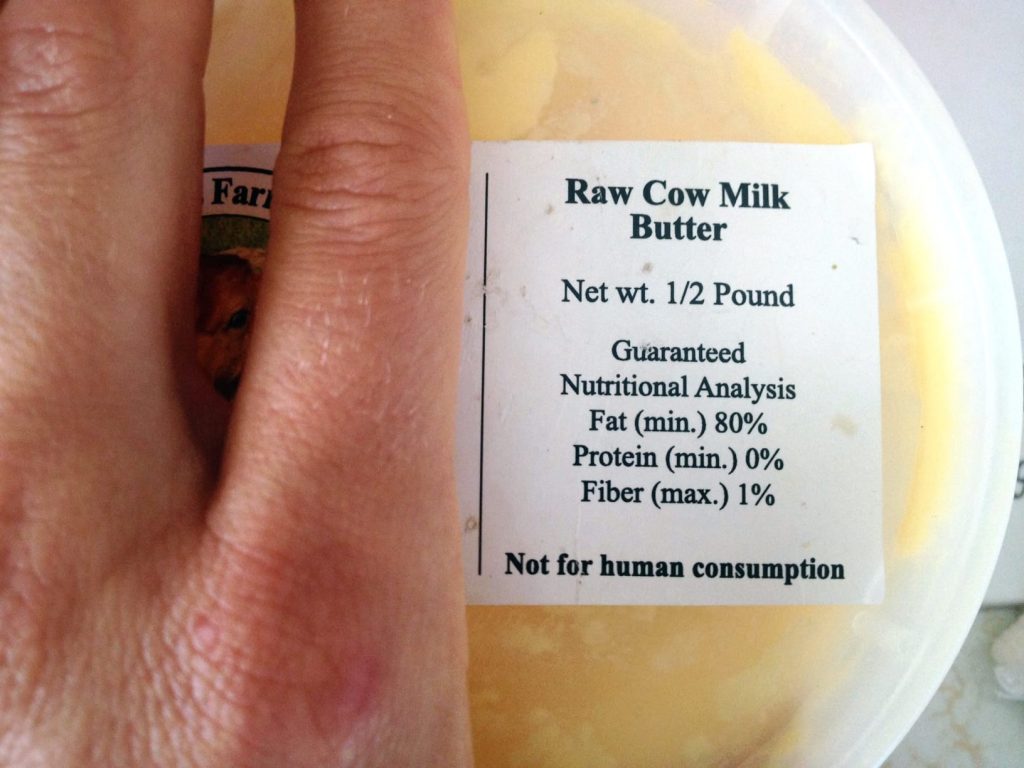 Raw Cow Milk
Butter
Net wt. 1/2 Pound
Guaranteed
Nutritional Analysis
Fat (min.) 80%
Protein (min.) 0%
Fiber (max.) 1%
Not for human consumption